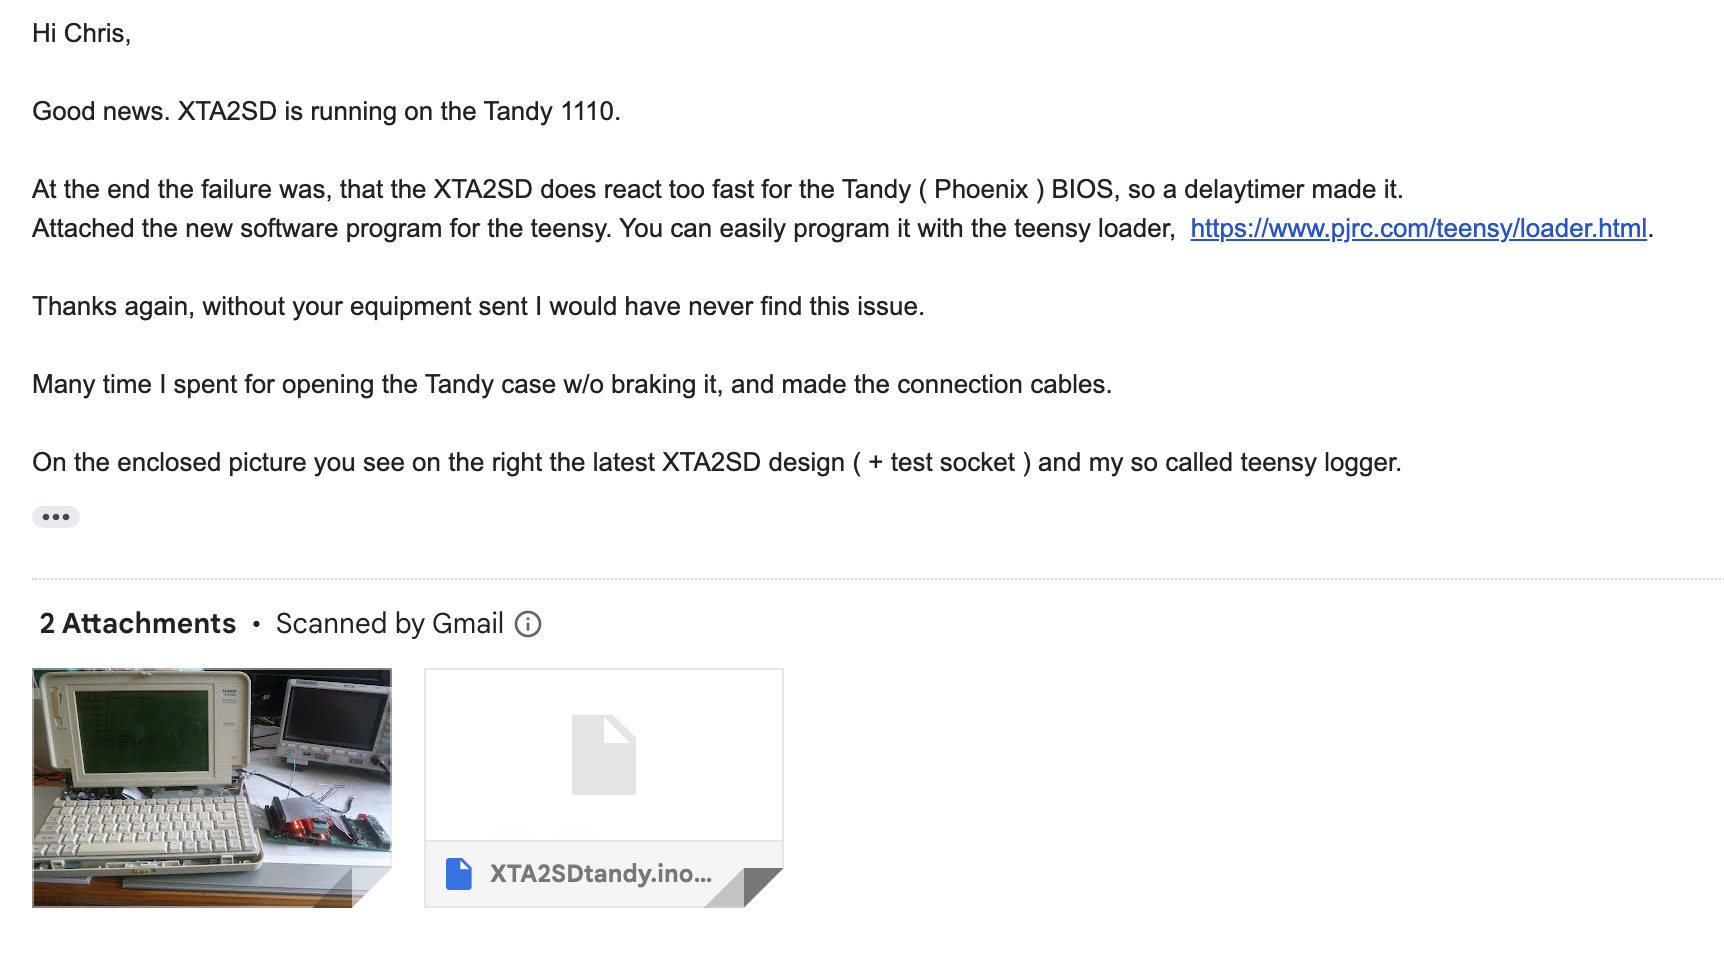 Hi Chris,
Good news. XTA2SD is running on the Tandy 1110.
At the end the failure was, that the XTA2SD does react too fast for the Tandy ( Phoenix ) BIOS, so a delaytimer made it.
Attached the new software program for the teensy. You can easily program it with the teensy loader,  https://www.pjrc.com/teensy/loader.html.
Thanks again, without your equipment sent I would have never find this issue.
Many time I spent for opening the Tandy case w/o braking it, and made the connection cables.
On the enclosed picture you see on the right the latest XTA2SD design ( + test socket ) and my so called teensy logger.
2 Attachments • Scanned by Gmail
TANDY
XTA2SDtandy.ino...